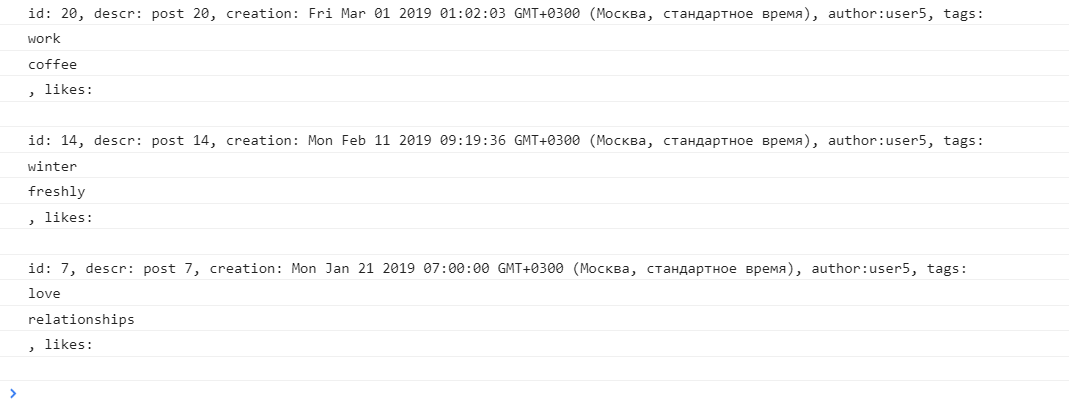 id: 20, descr: post 20, creation: Fri Mar 01 2019 01:02:03 GMT+0300 (Москва, стандартное время), author:user5, tags:
work
coffee
, likes:
id: 14, descr: post 14, creation: Mon Feb 11 2019 09:19:36 GMT+0300 (Москва, стандартное время), author:user5, tags:
winter
freshly
, likes:
id: 7, descr: post 7, creation: Mon Jan 21 2019 07:00:00 GMT+0300 (Москва, стандартное время), author:user5, tags:
love
relationships
, likes: